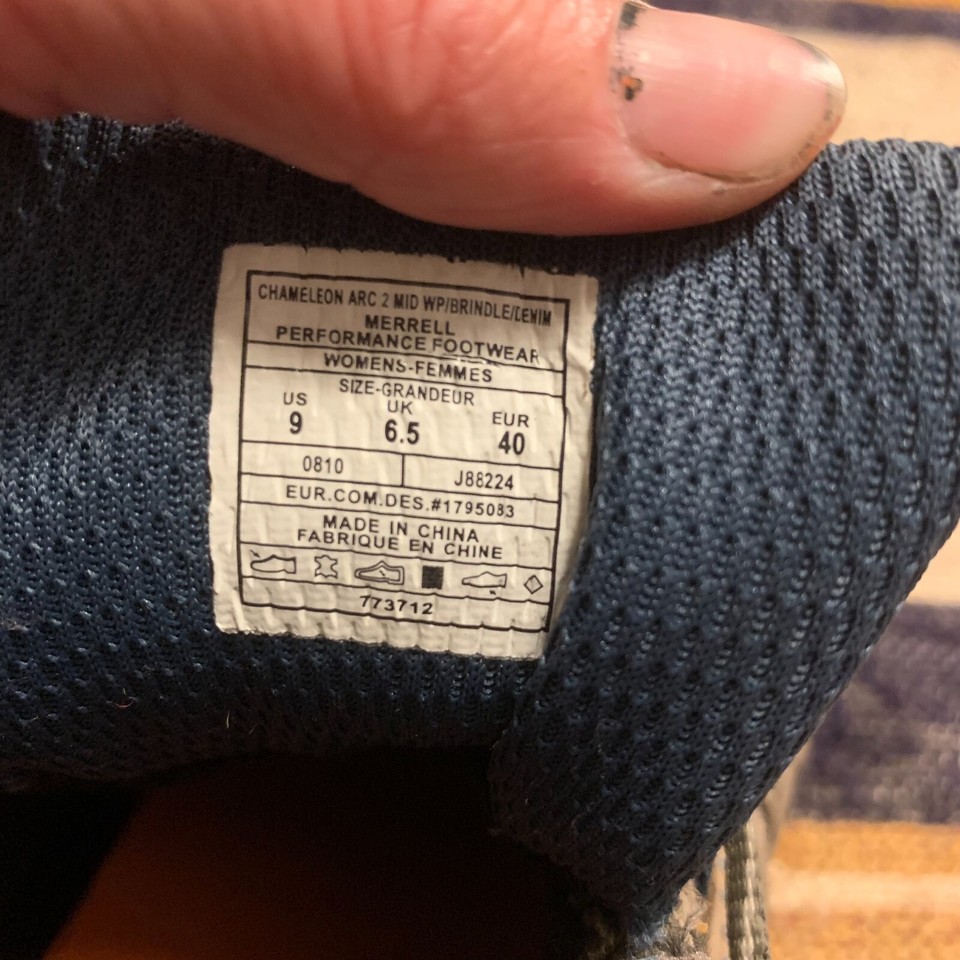 CHAMELEON ARC 2 MID WP/BRINDLE/DENIM
MERRELL
PERFORMANCE FOOTWEAR
WOMENS-FEMMES
SIZE-GRANDEUR
US UK EUR
9 6.5 40
0810 J88224
EUR.COM.DES.#1795083
MADE IN CHINA
FABRIQUE EN CHINE
773712